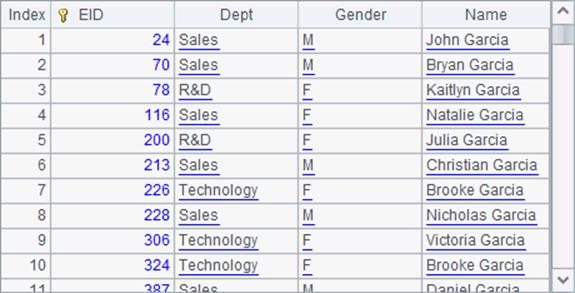 Index EID Dept Gender Name
1 24 Sales M John Garcia
2 70 Sales M Bryan Garcia
3 78 R&D F Kaitlyn Garcia
4 116 Sales F Natalie Garcia
5 200 R&D F Julia Garcia
6 213 Sales M Christian Garcia
7 226 Technology F Brooke Garcia
8 228 Sales M Nicholas Garcia
9 306 Technology F Victoria Garcia
10 324 Technology F Brooke Garcia
11 387 Sales M Daniel Garcia